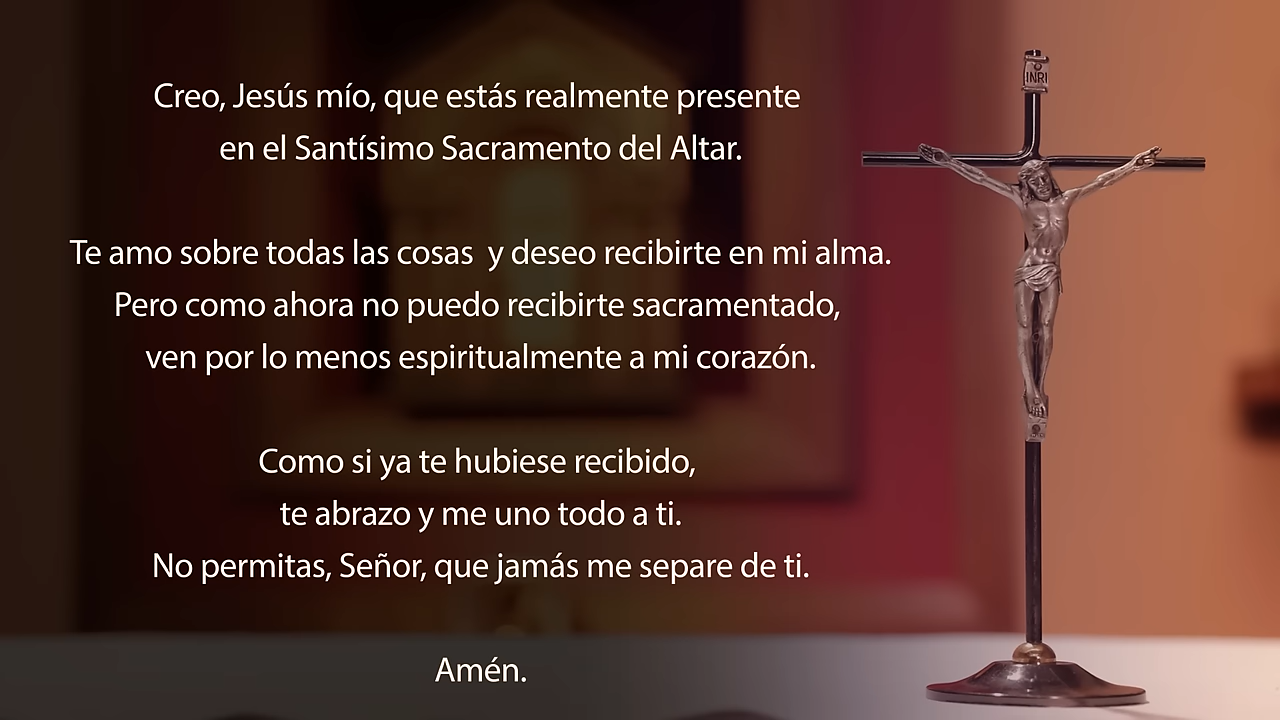 Creo, Jesús mío, que estás realmente presente
en el Santísimo Sacramento del Altar.
Te amo sobre todas las cosas  y deseo recibirte en mi alma.
Pero como ahora no puedo recibirte sacramentado,
ven por lo menos espiritualmente a mi corazón.
Como si ya te hubiese recibido,
te abrazo y me uno todo a ti.
No permitas, Señor, que jamás me separe de ti.
Amén.
INRI